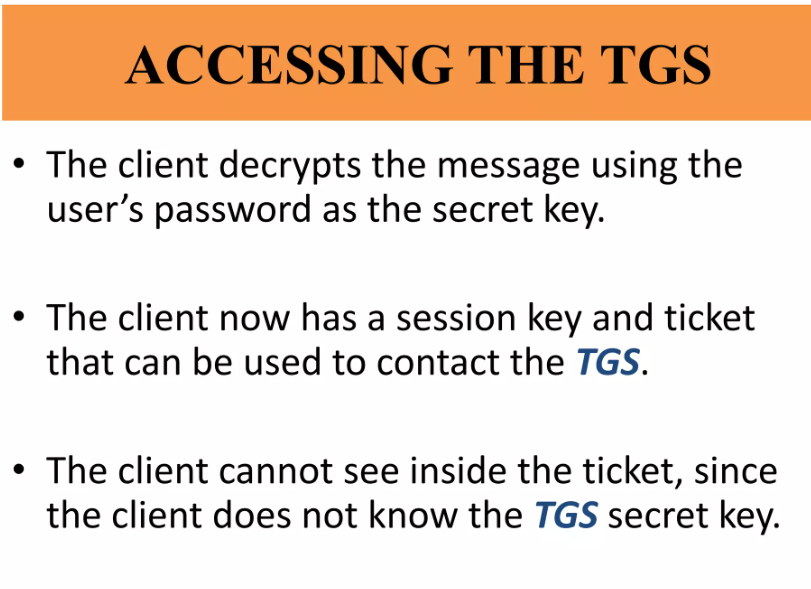 ACCESSING THE TGS
• The client decrypts the message using the
user’s password as the secret key.
• The client now has a session key and ticket
that can be used to contact the TGS.
• The client cannot see inside the ticket, since
the client does not know the TGS secret key.